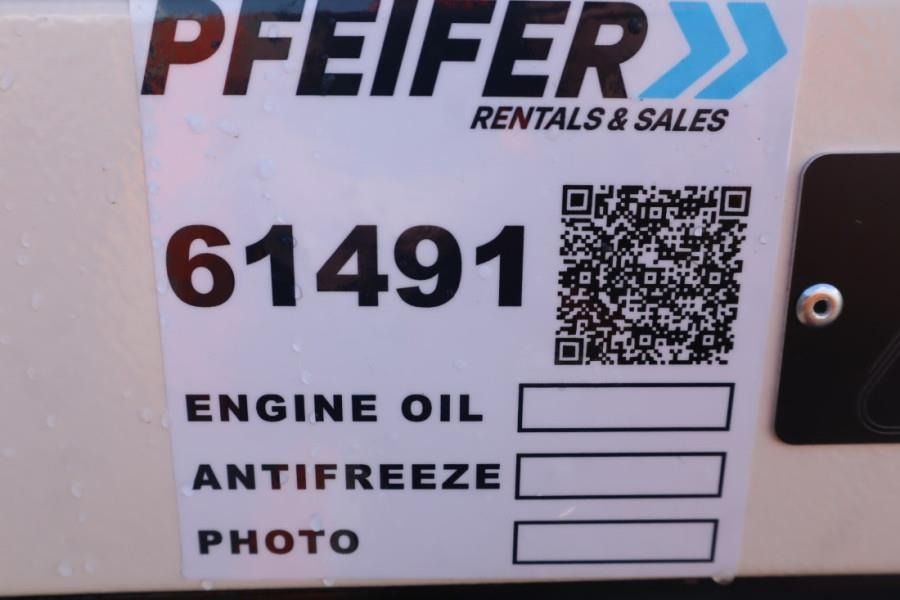 PFEIFER
RENTALS & SALES
61491
ENGINE OIL
ANTIFREEZE
PHOTO